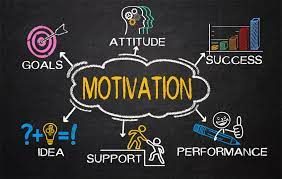 ATTITUDE
GOALS
SUCCESS
MOTIVATION
?+💡=!
IDEA
SUPPORT
PERFORMANCE